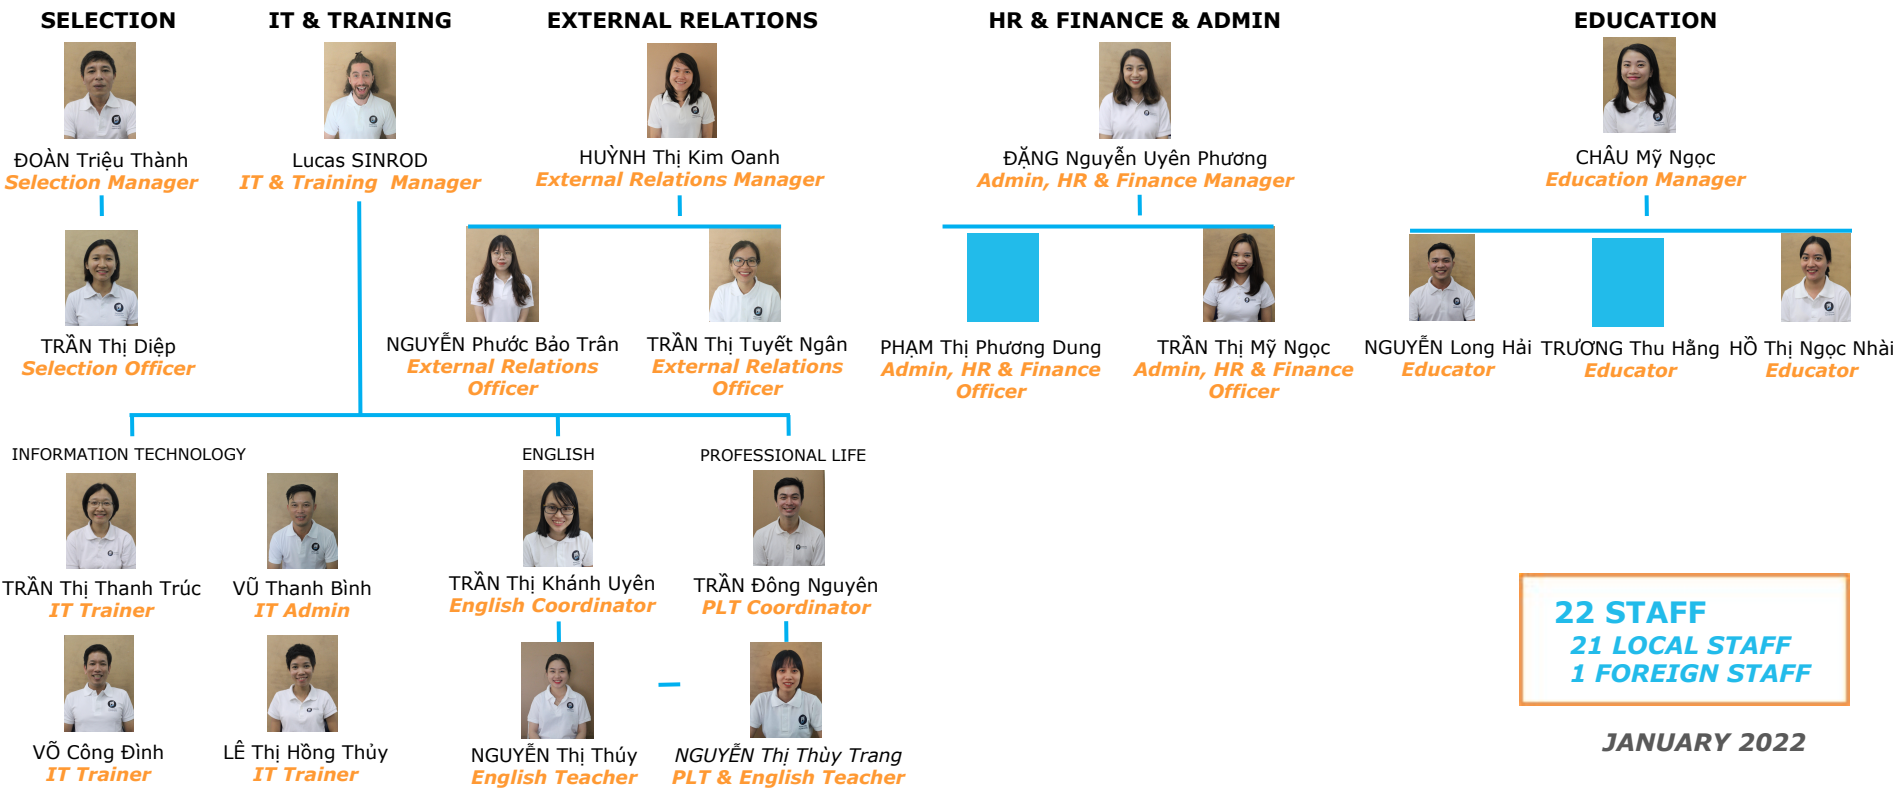 SELECTION
IT & TRAINING
EXTERNAL RELATIONS
HR & FINANCE & ADMIN
EDUCATION
ĐOÀN Triệu Thành
Selection Manager
Lucas SINROD
IT & Training Manager
HUỲNH Thị Kim Oanh
External Relations Manager
ĐẶNG Nguyễn Uyên Phương
Admin, HR & Finance Manager
CHÂU Mỹ Ngọc
Education Manager
TRẦN Thị Diệp
Selection Officer
NGUYỄN Phước Bảo Trân
External Relations
Officer
TRẦN Thị Tuyết Ngân
External Relations
Officer
PHẠM Thị Phương Dung
Admin, HR & Finance
Officer
TRẦN Thị Mỹ Ngọc
Admin, HR & Finance
Officer
NGUYỄN Long Hải
Educator
TRƯƠNG Thu Hằng
Educator
HỒ Thị Ngọc Nhài
Educator
INFORMATION TECHNOLOGY
ENGLISH
PROFESSIONAL LIFE
TRẦN Thị Thanh Trúc
IT Trainer
VŨ Thanh Bình
IT Admin
TRẦN Thị Khánh Uyên
English Coordinator
TRẦN Đông Nguyên
PLT Coordinator
VÕ Công Đình
IT Trainer
LÊ Thị Hồng Thủy
IT Trainer
NGUYỄN Thị Thúy
English Teacher
NGUYỄN Thị Thùy Trang
PLT & English Teacher
22 STAFF
21 LOCAL STAFF
1 FOREIGN STAFF
JANUARY 2022